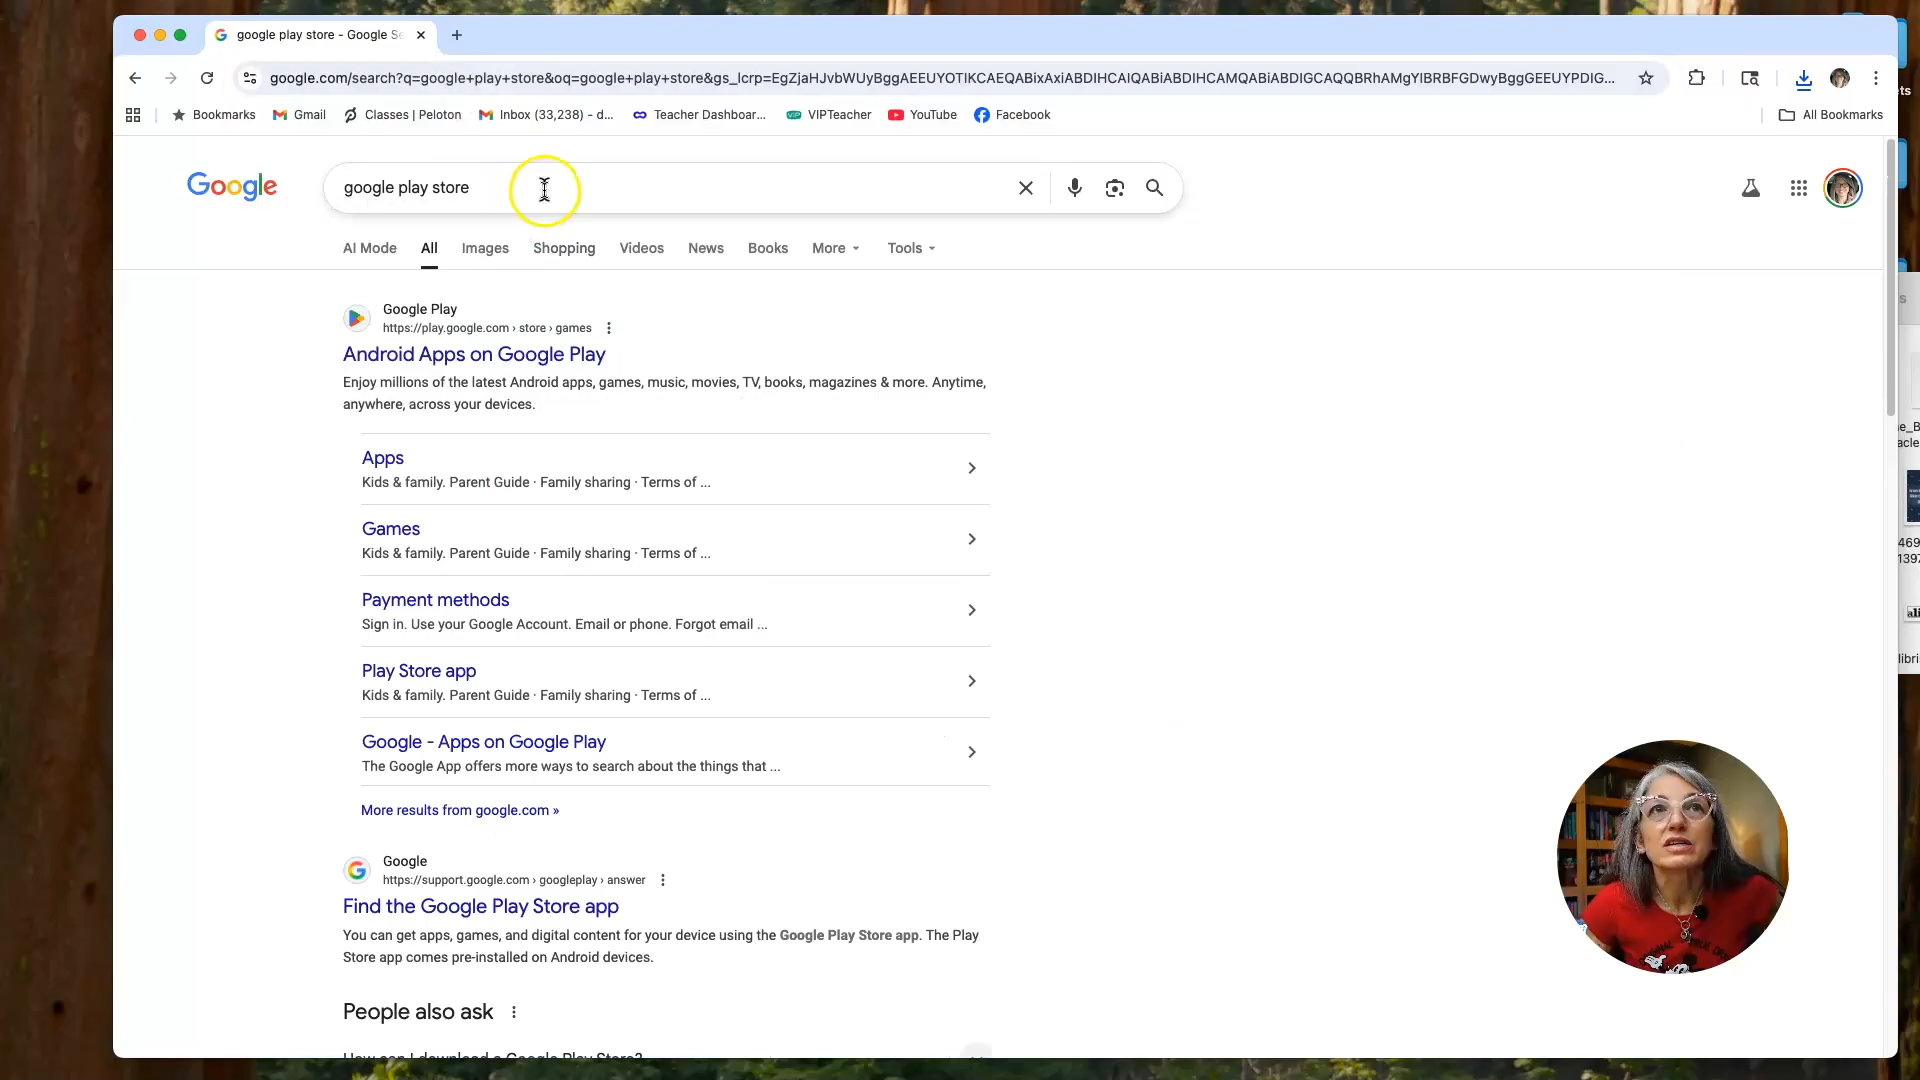 google play store - Google Se
google.com/search?q=google+play+store&oq=google+play+store&gs_lcrp=EgZjaHJvbWUyBggAEEUYOTIKCAEQABixAxiABDIHCAIQABiABDIHCAMQABiABDIGCAQQBRhAMgYIBRBFGDwyBggGEEUYPDIG...
Bookmarks
Gmail
Classes | Peloton
Inbox (33,238) - d...
Teacher Dashboar...
VIPTeacher
YouTube
Facebook
All Bookmarks
Google
google play store
AI Mode
All
Images
Shopping
Videos
News
Books
More
Tools
Google Play
https://play.google.com › store › games
Android Apps on Google Play
Enjoy millions of the latest Android apps, games, music, movies, TV, books, magazines & more. Anytime,
anywhere, across your devices.
Apps
Kids & family. Parent Guide · Family sharing · Terms of ...
Games
Kids & family. Parent Guide · Family sharing · Terms of ...
Payment methods
Sign in. Use your Google Account. Email or phone. Forgot email ...
Play Store app
Kids & family. Parent Guide · Family sharing · Terms of ...
Google - Apps on Google Play
The Google App offers more ways to search about the things that ...
More results from google.com »
Google
https://support.google.com › googleplay › answer
Find the Google Play Store app
You can get apps, games, and digital content for your device using the Google Play Store app. The Play
Store app comes pre-installed on Android devices.
People also ask
How can I download a Google Play Store?